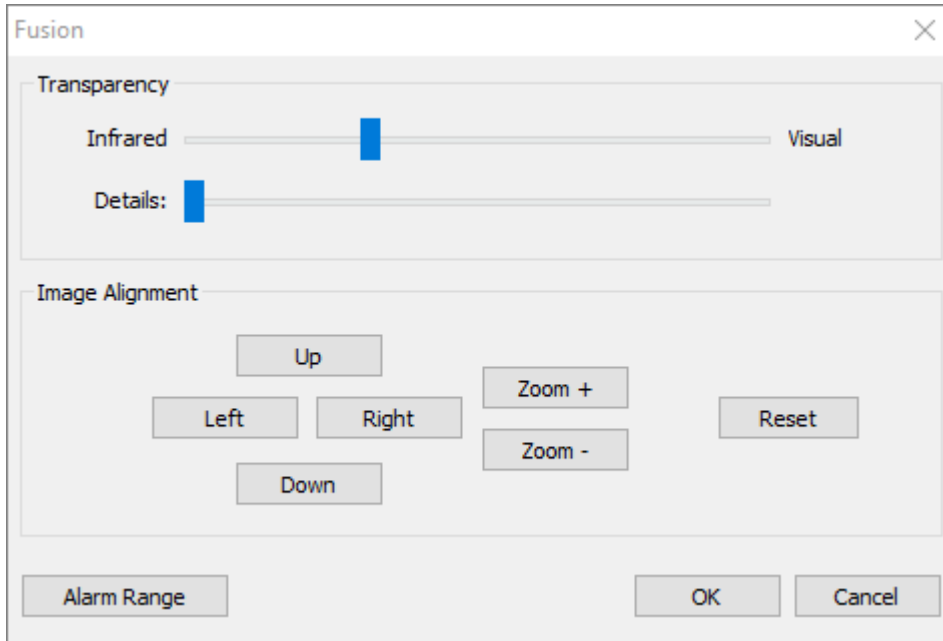 Fusion
Transparency
Infrared Visual
Details:
Image Alignment
Up
Zoom +
Left Right Reset
Zoom -
Down
Alarm Range OK Cancel